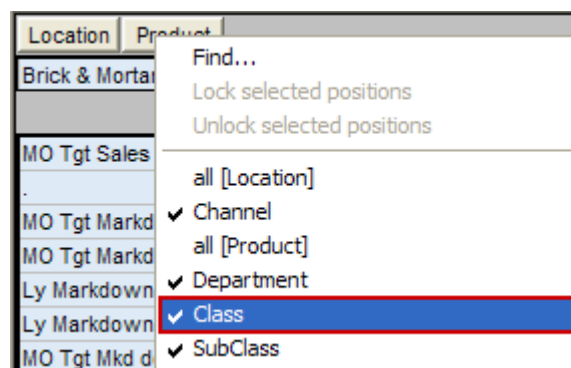 Location Product
Brick & Mortar
Find...
Lock selected positions
Unlock selected positions
MO Tgt Sales
.
all [Location]
MO Tgt Markd
Channel
MO Tgt Markd
all [Product]
Ly Markdown
Department
Ly Markdown
Class
MO Tgt Mkd d
SubClass